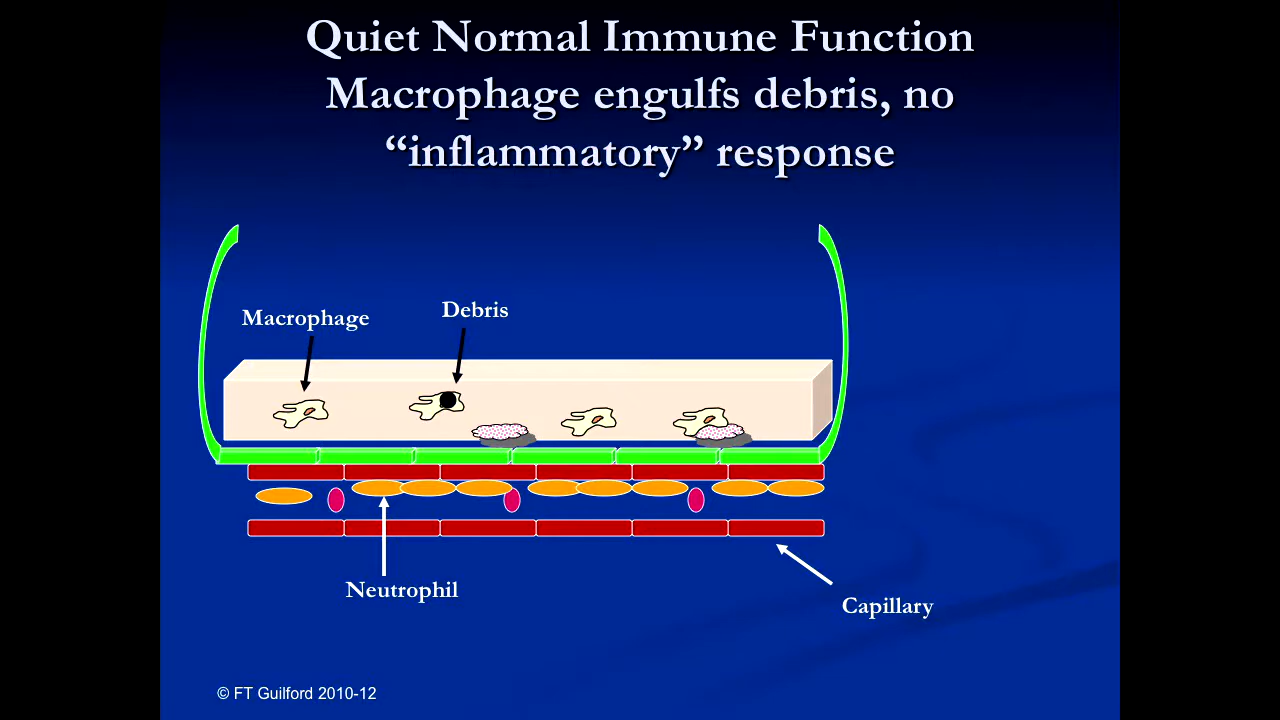 Quiet Normal Immune Function
Macrophage engulfs debris, no
“inflammatory” response
Macrophage
Debris
Neutrophil
Capillary
© FT Guilford 2010-12